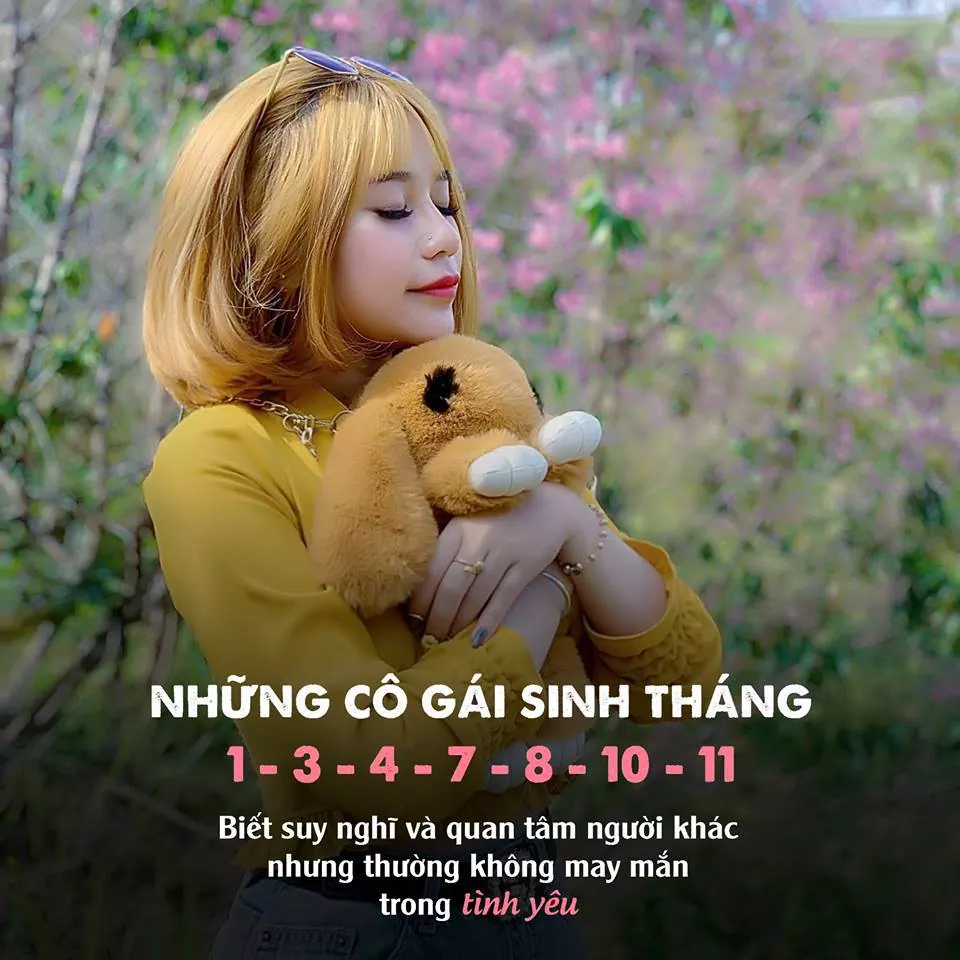 NHỮNG CÔ GÁI SINH THÁNG
1 - 3 - 4 - 7 - 8 - 10 - 11
Biết suy nghĩ và quan tâm người khác
nhưng thường không may mắn
trong tình yêu